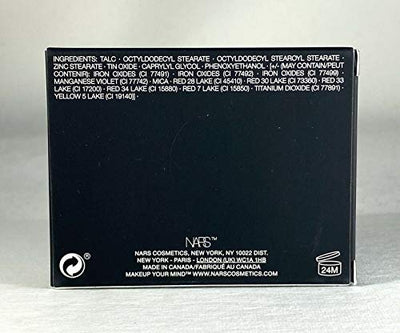 INGREDIENTS: TALC · OCTYLDODECYL STEARATE · OCTYLDODECYL STEAROYL STEARATE ·
ZINC STEARATE · TIN OXIDE · CAPRYLYL GLYCOL · PHENOXYETHANOL · [+/- (MAY CONTAIN/PEUT
CONTENIR): IRON OXIDES (CI 77491) · IRON OXIDES (CI 77492) · IRON OXIDES (CI 77499) ·
MANGANESE VIOLET (CI 77742) · MICA · RED 28 LAKE (CI 45410) · RED 30 LAKE (CI 73360) · RED 33
LAKE (CI 17200) · RED 34 LAKE (CI 15880) · RED 7 LAKE (CI 15850) · TITANIUM DIOXIDE (CI 77891) ·
YELLOW 5 LAKE (CI 19140)] ·
NARS™
NARS COSMETICS, NEW YORK, NY 10022 DIST.
NEW YORK - PARIS - LONDON (UK) WC1A 1HB
MADE IN CANADA/FABRIQUÉ AU CANADA
MAKEUP YOUR MIND™ WWW.NARSCOSMETICS.COM
24M